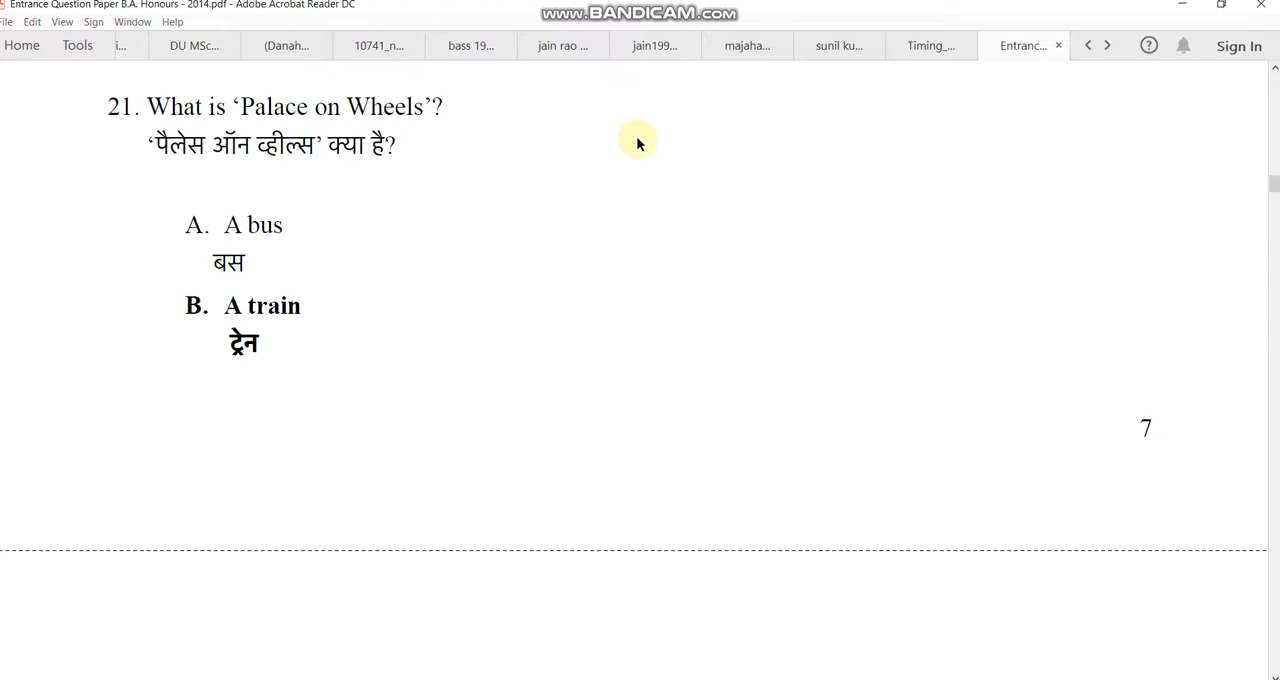 Entrance Question Paper B.A. Honours - 2014.pdf - Adobe Acrobat Reader DC
www.BANDICAM.com
File Edit View Sign Window Help
Home Tools i... DU MSc... (Danah... 10741_n... bass 19... jain rao ... jain199... majaha... sunil ku... Timing_... Entranc... × ? Sign In
21. What is ‘Palace on Wheels’?
‘पैलेस ऑन व्हील्स’ क्या है?
A. A bus
बस
B. A train
ट्रेन
7